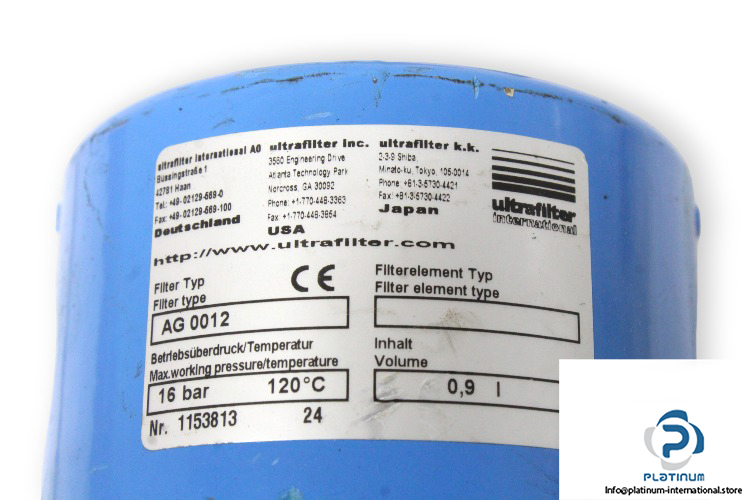 ultrafilter international AG
Büssingstraße 1
42781 Haan
Tel: +49-02129-569-0
Fax: +49-02129-569-100
Deutschland
ultrafilter inc.
3560 Engineering Drive
Atlanta Technology Park
Norcross, GA 30092
Phone: +1-770-448-3363
Fax: +1-770-448-3854
USA
ultrafilter k.k.
2-3-9 Shiba,
Minato-ku, Tokyo, 105-0014
Phone: +81-3-5730-4421
Fax: +81-3-5730-4422
Japan
ultrafilter
international
http://www.ultrafilter.com
Filter Typ
Filter type
CE
AG 0012
Filterelement Typ
Filter element type
Betriebsüberdruck/Temperatur
Max.working pressure/temperature
16 bar 120°C
Inhalt
Volume
0,9 l
Nr. 1153813 24
PLATINUM
Info@platinum-international.store